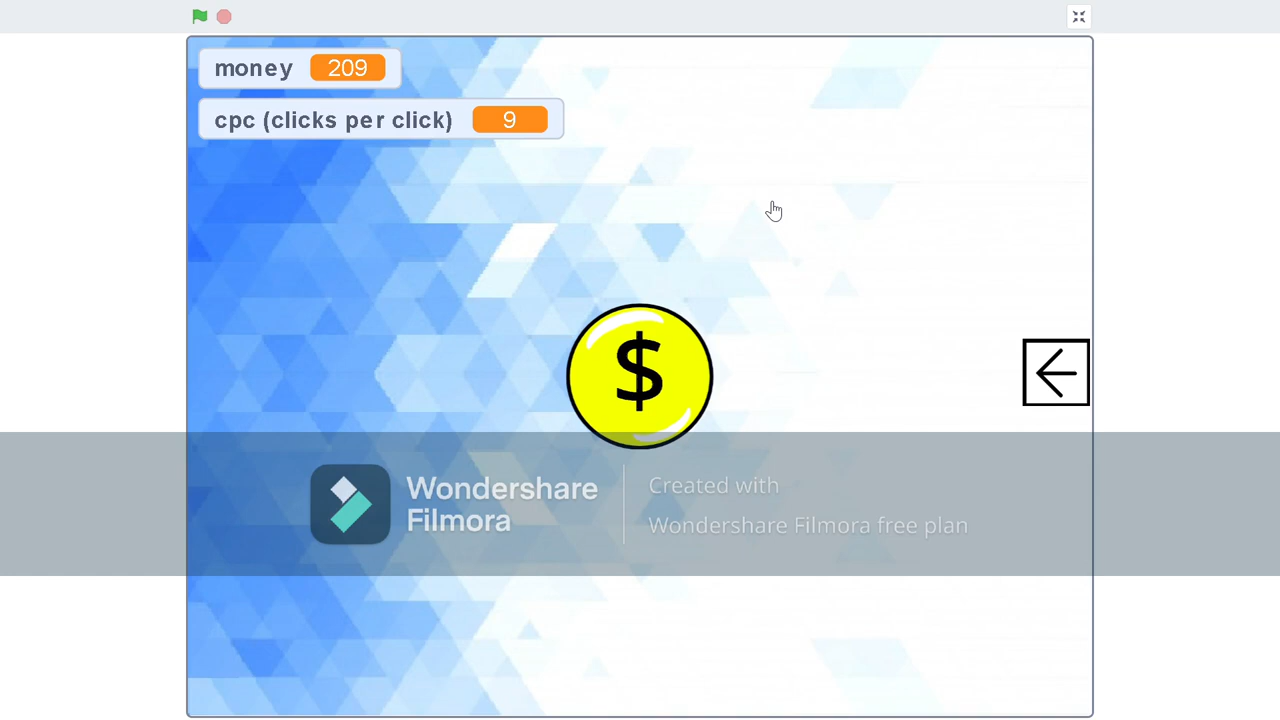 money 209
cpc (clicks per click) 9
$
Wondershare
Filmora
Created with
Wondershare Filmora free plan